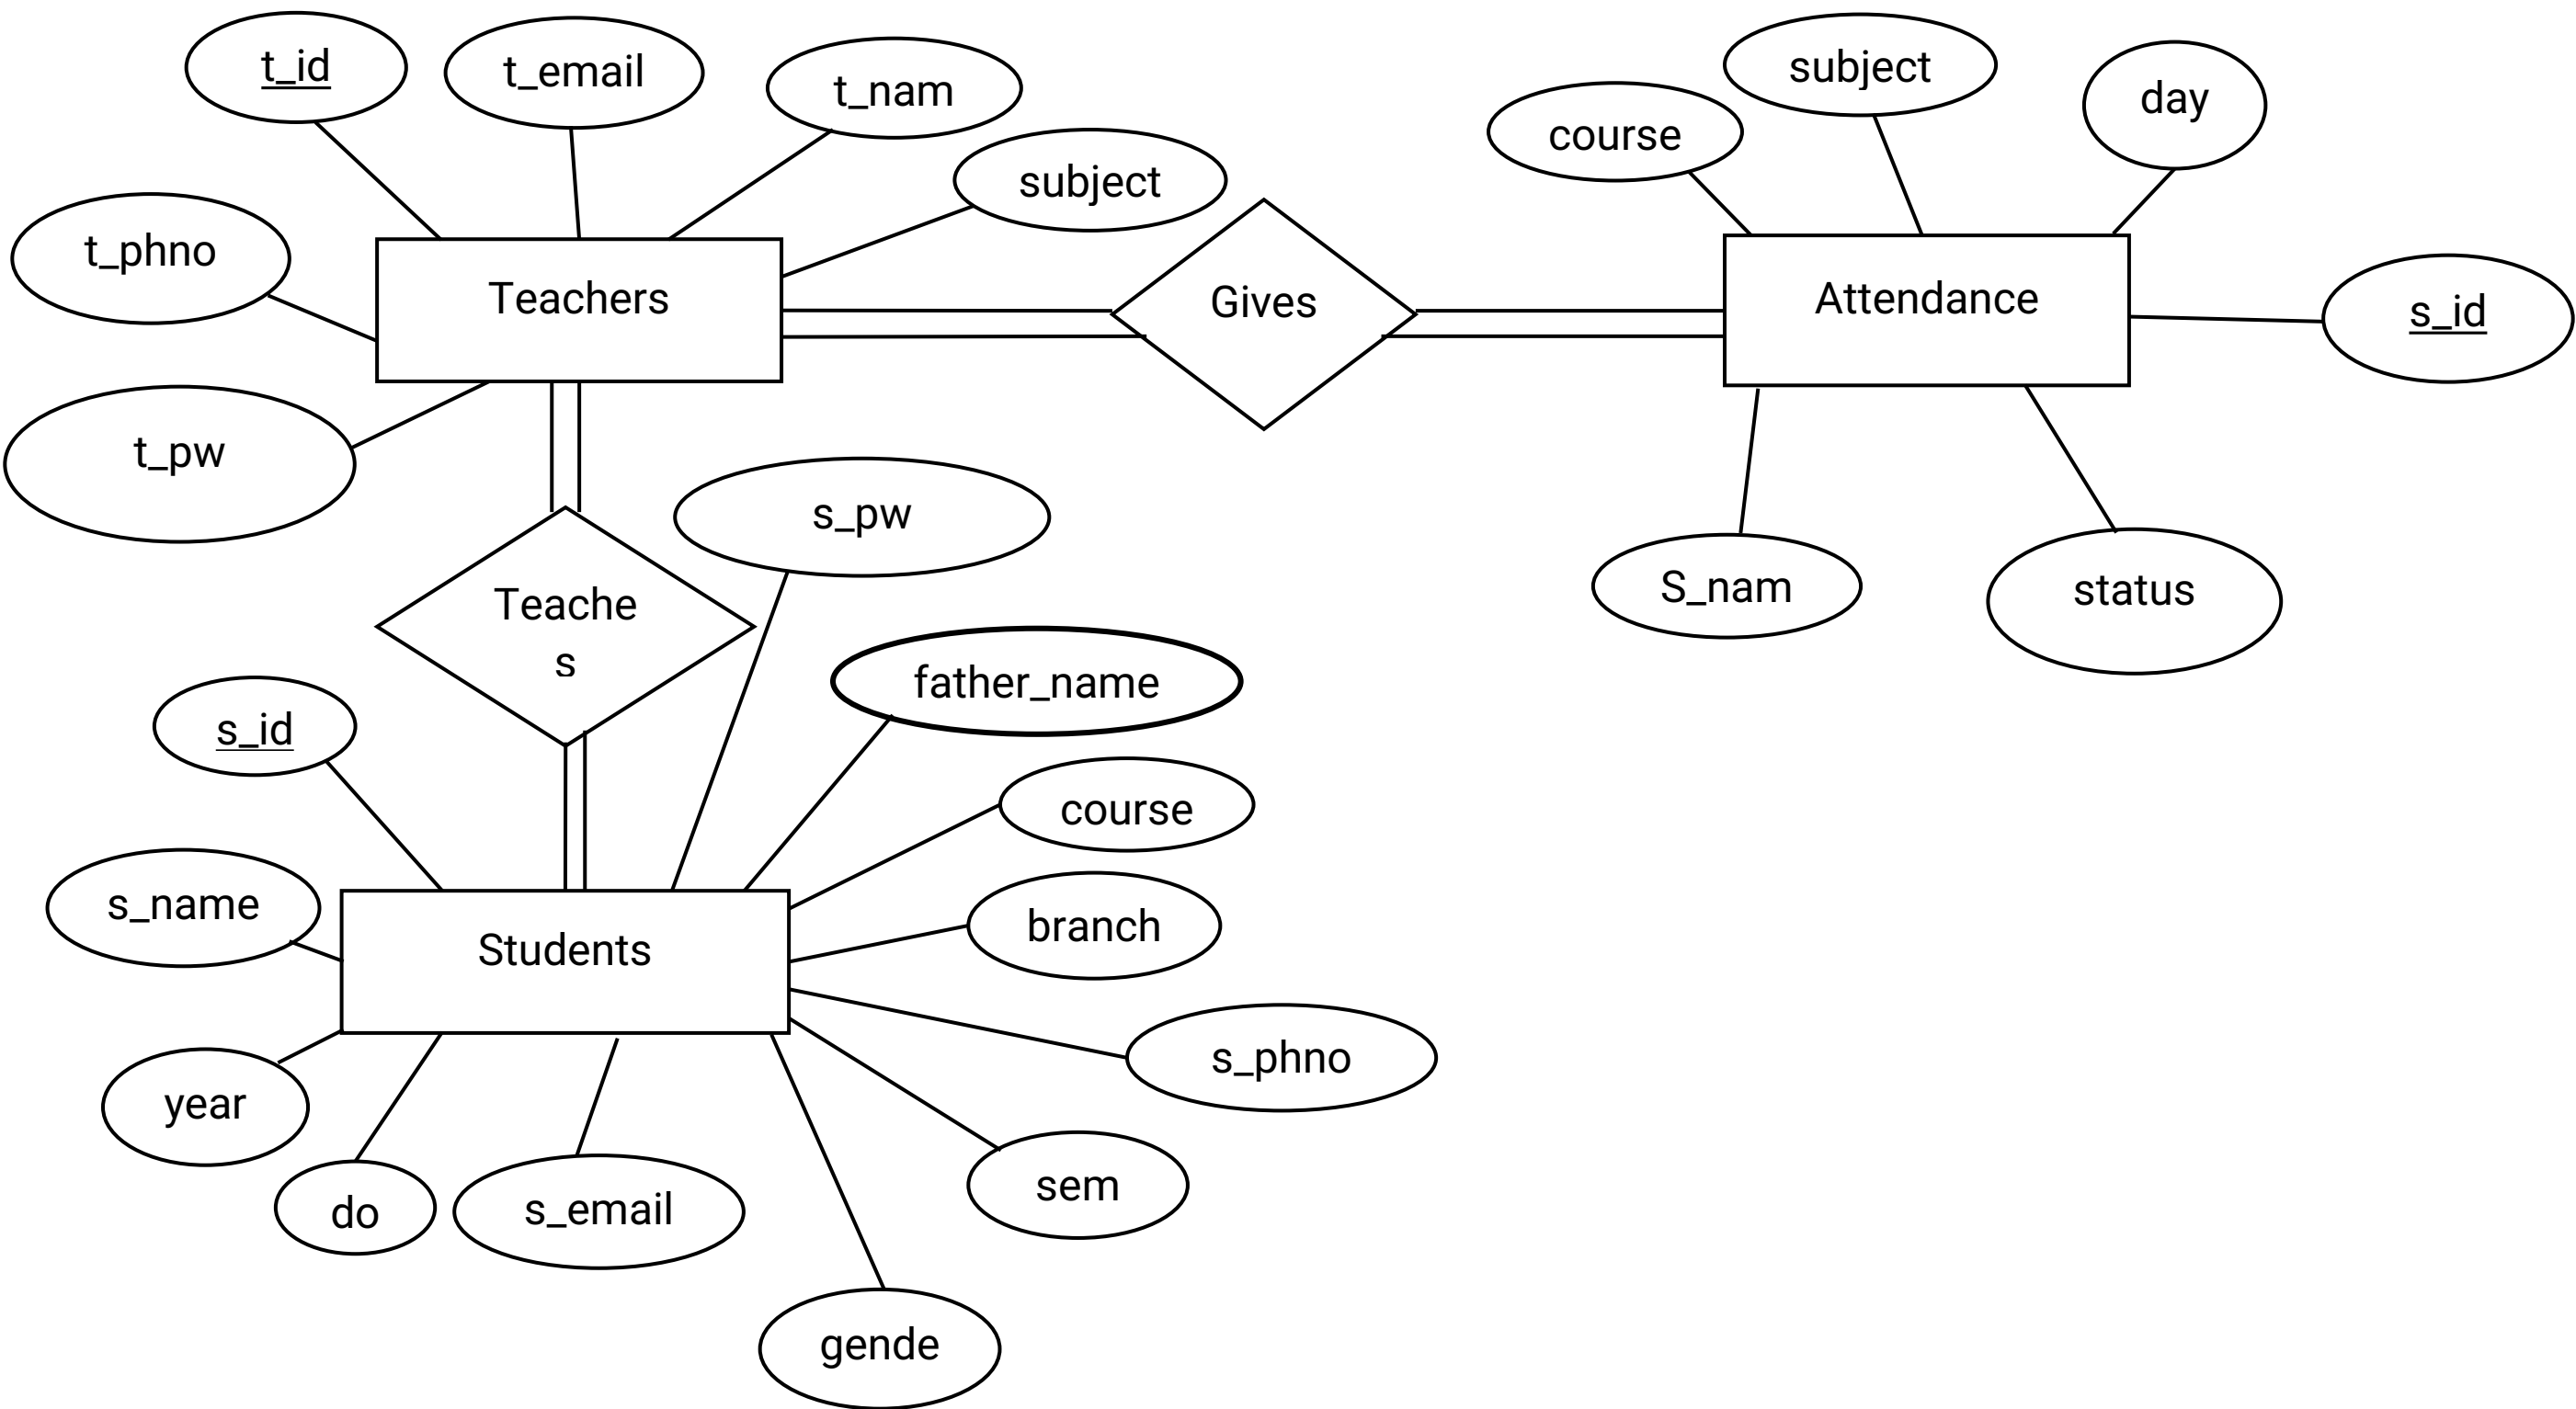 t_id
t_email
t_nam
subject
t_phno
Teachers
t_pw
Gives
course
subject
day
Attendance
s_id
S_nam
status
Teache
s
s_pw
father_name
s_id
course
s_name
branch
Students
s_phno
year
do
s_email
sem
gende